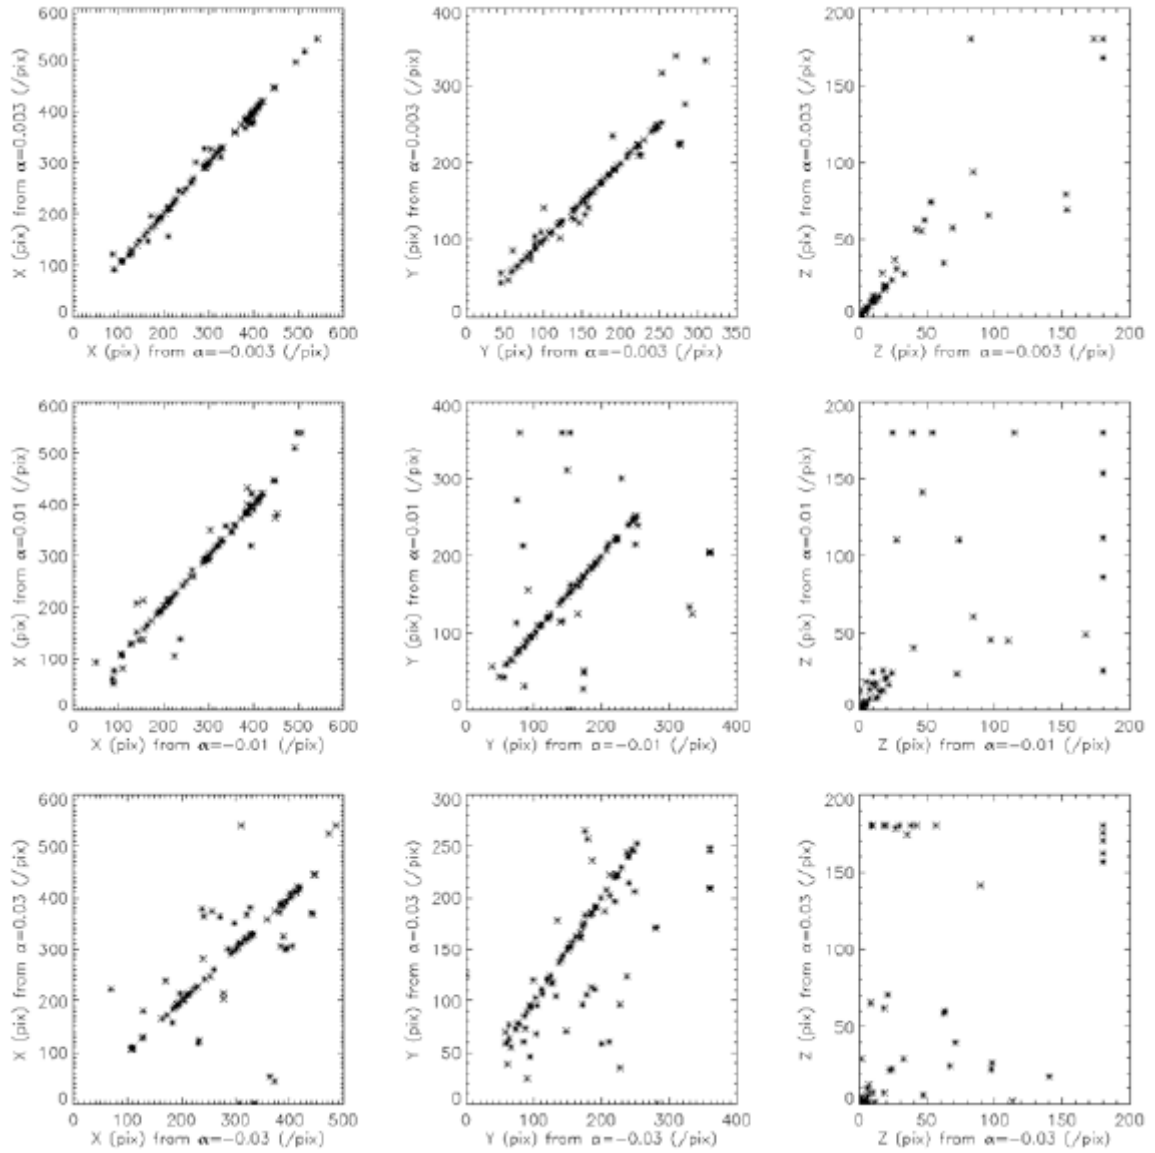 X (pix) from α=0.003 (/pix)
600
500
400
300
200
100
0
0 100 200 300 400 500 600
X (pix) from α=−0.003 (/pix)
Y (pix) from α=0.003 (/pix)
400
300
200
100
0
0 50 100 150 200 250 300 350
Y (pix) from α=−0.003 (/pix)
Z (pix) from α=0.003 (/pix)
200
150
100
50
0
0 50 100 150 200
Z (pix) from α=−0.003 (/pix)
X (pix) from α=0.01 (/pix)
600
500
400
300
200
100
0
0 100 200 300 400 500 600
X (pix) from α=−0.01 (/pix)
Y (pix) from α=0.01 (/pix)
400
300
200
100
0
0 100 200 300 400
Y (pix) from α=−0.01 (/pix)
Z (pix) from α=0.01 (/pix)
200
150
100
50
0
0 50 100 150 200
Z (pix) from α=−0.01 (/pix)
X (pix) from α=0.03 (/pix)
600
500
400
300
200
100
0
0 100 200 300 400 500
X (pix) from α=−0.03 (/pix)
Y (pix) from α=0.03 (/pix)
300
250
200
150
100
50
0
0 100 200 300 400
Y (pix) from α=−0.03 (/pix)
Z (pix) from α=0.03 (/pix)
200
150
100
50
0
0 50 100 150 200
Z (pix) from α=−0.03 (/pix)